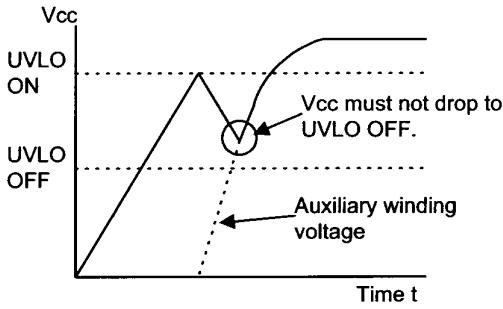 Vcc
UVLO
ON
Vcc must not drop to
UVLO OFF.
UVLO
OFF
Auxiliary winding
voltage
Time t